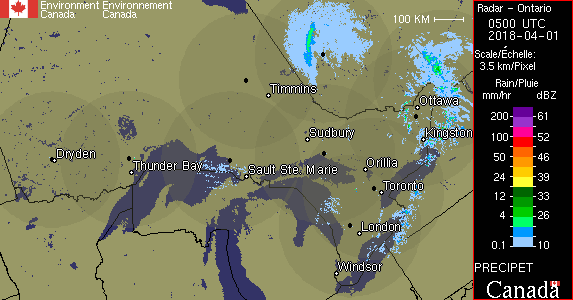 Environment Environnement
Canada Canada
100 KM
Timmins
Ottawa
Sudbury
Kingston
Dryden
Thunder Bay
Sault Ste. Marie
Orillia
Toronto
London
Windsor
Radar - Ontario
0500 UTC
2018-04-01
Scale/Échelle:
3.5 km/Pixel
Rain/Pluie
mm/hr dBZ
200 61
100 52
50 46
24 39
12 33
4 26
0.1 10
PRECIPET
Canada